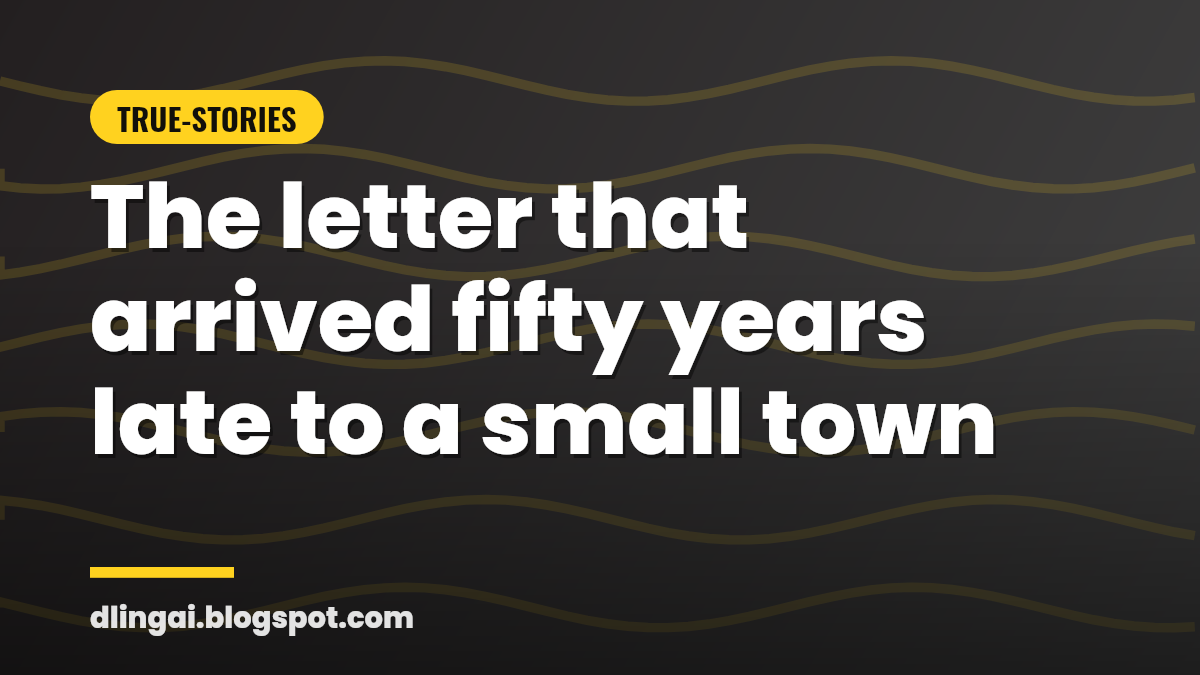 TRUE-STORIES
The letter that
arrived fifty years
late to a small town
dlingai.blogspot.com